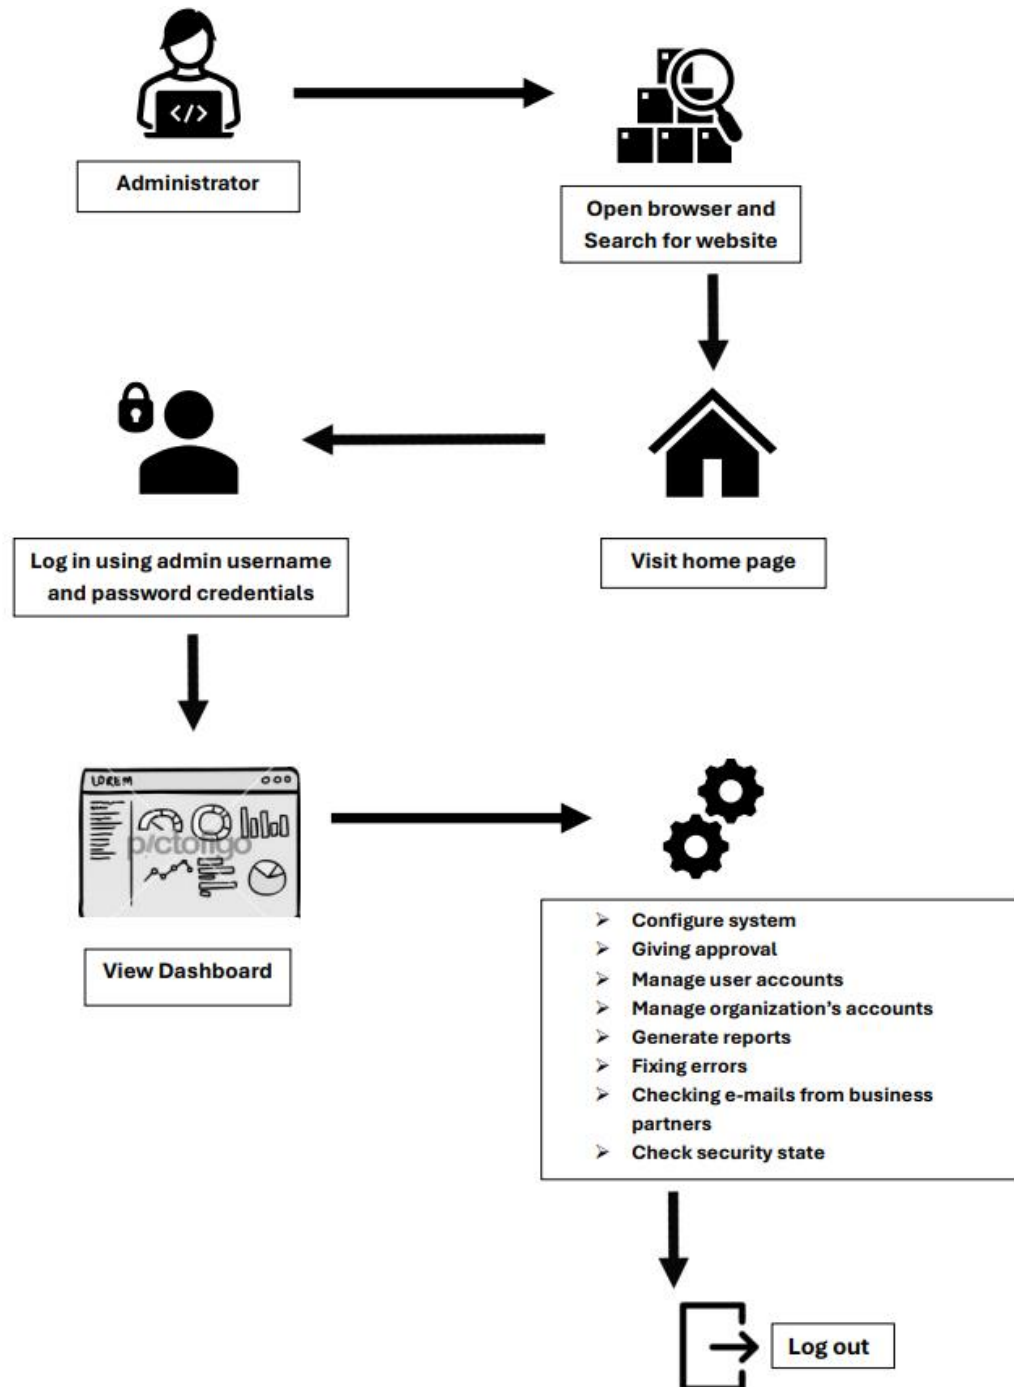 </>
Administrator
Open browser and
Search for website
Log in using admin username
and password credentials
Visit home page
LOREM
pictofigo
View Dashboard
➢ Configure system
➢ Giving approval
➢ Manage user accounts
➢ Manage organization’s accounts
➢ Generate reports
➢ Fixing errors
➢ Checking e-mails from business
partners
➢ Check security state
Log out